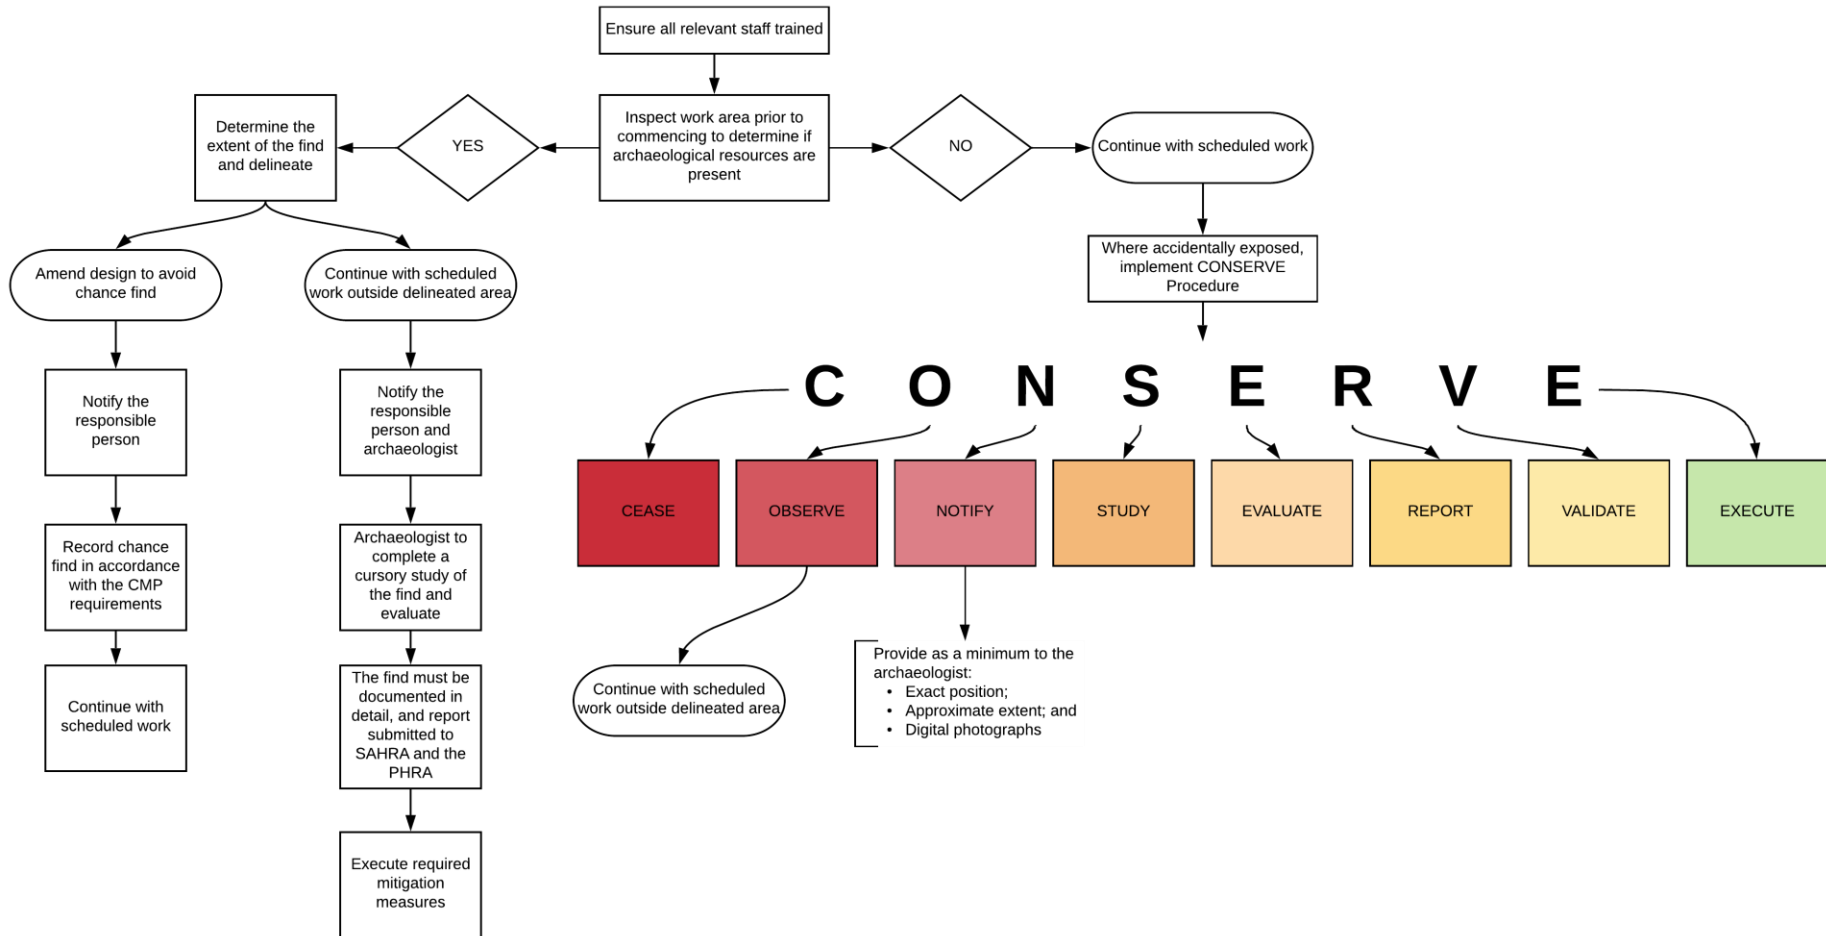 Ensure all relevant staff trained
Inspect work area prior to
commencing to determine if
archaeological resources are
present
YES
Determine the
extent of the find
and delineate
NO
Continue with scheduled work
Amend design to avoid
chance find
Notify the
responsible
person
Record chance
find in accordance
with the CMP
requirements
Continue with
scheduled work
Continue with scheduled
work outside delineated area
Notify the
responsible
person and
archaeologist
Archaeologist to
complete a
cursory study of
the find and
evaluate
The find must be
documented in
detail, and report
submitted to
SAHRA and the
PHRA
Execute required
mitigation
measures
Where accidentally exposed,
implement CONSERVE
Procedure
C O N S E R V E
CEASE
OBSERVE
NOTIFY
STUDY
EVALUATE
REPORT
VALIDATE
EXECUTE
Continue with scheduled
work outside delineated area
Provide as a minimum to the
archaeologist:
• Exact position;
• Approximate extent; and
• Digital photographs